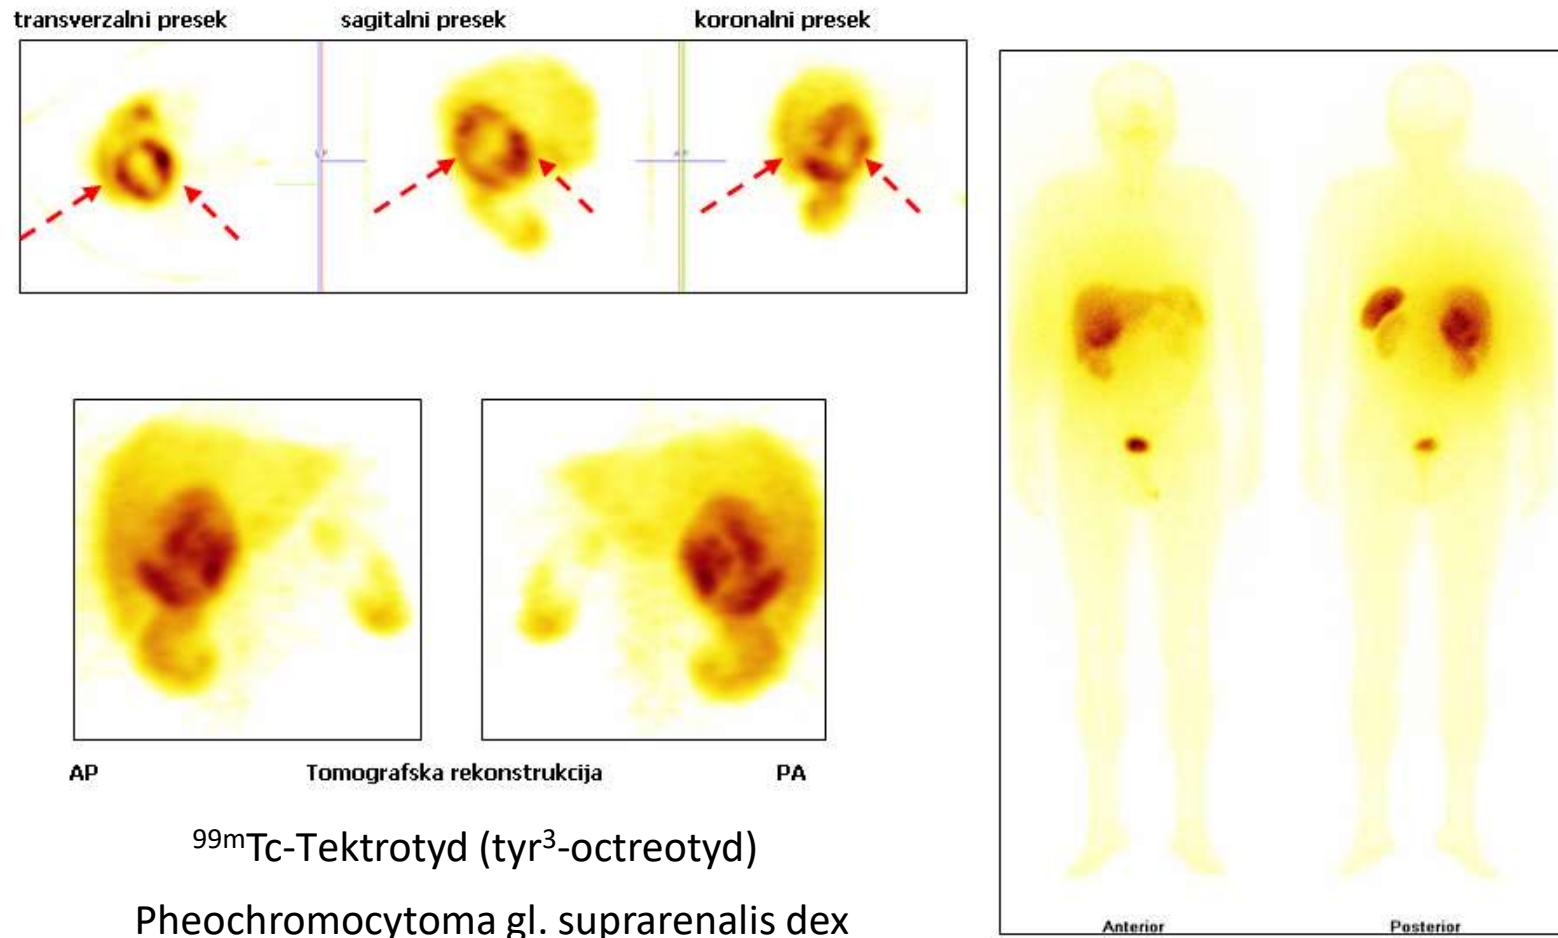 transverzalni presek
sagitalni presek
koronalni presek
AP
Tomografska rekonstrukcija
PA
⁹⁹ᵐTc-Tektrotyd (tyr³-octreotyd)
Pheochromocytoma gl. suprarenalis dex
Anterior
Posterior